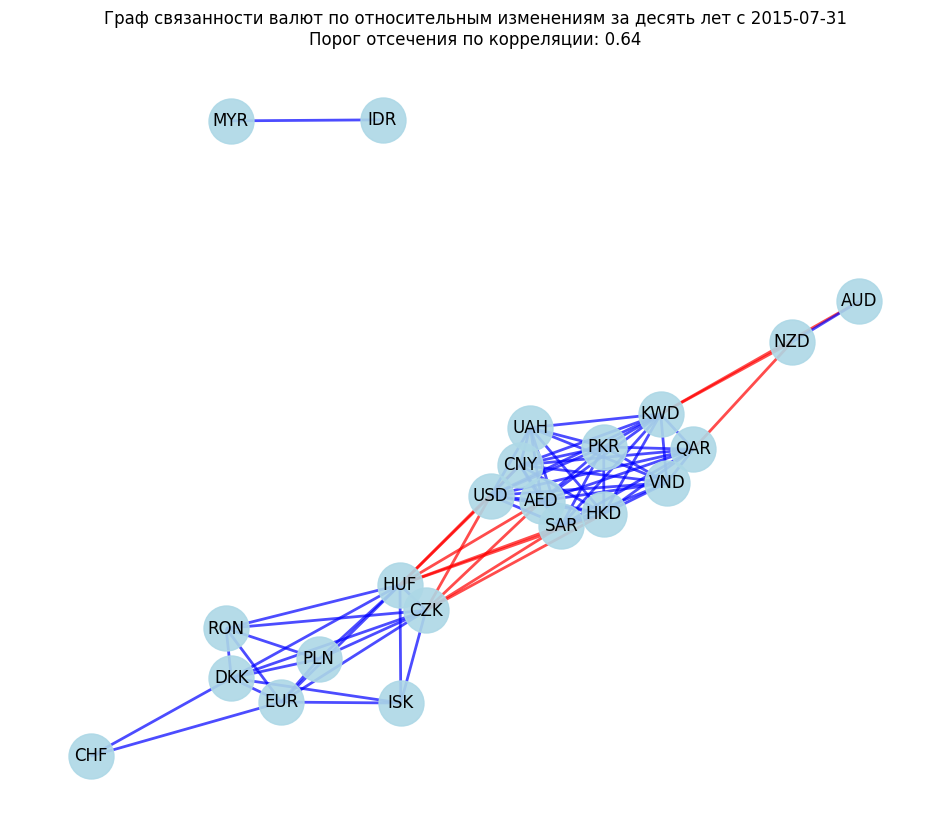 Граф связанности валют по относительным изменениям за десять лет с 2015-07-31
Порог отсечения по корреляции: 0.64
MYR
IDR
AUD
NZD
KWD
UAH
PKR
QAR
CNY
VND
USD
AED
HKD
SAR
HUF
CZK
RON
PLN
DKK
EUR
ISK
CHF